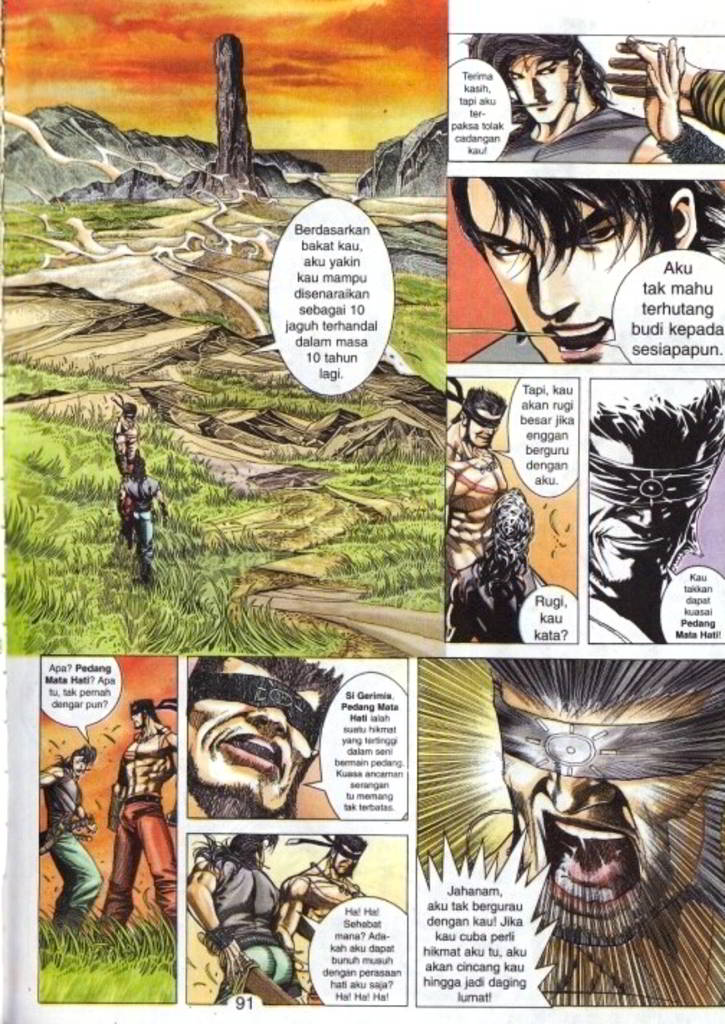 Berdasarkan
bakat kau,
aku yakin
kau mampu
disenaraikan
sebagai 10
jaguh terhandal
dalam masa
10 tahun
lagi.
Terima
kasih,
tapi aku
ter-
paksa tolak
cadangan
kau!
Aku
tak mahu
terhutang
budi kepada
sesiapapun.
Tapi, kau
akan rugi
besar jika
enggan
berguru
dengan
aku.
Rugi,
kau
kata?
Kau
takkan
dapat
kuasai
Pedang
Mata Hati!
Apa? Pedang
Mata Hati? Apa
tu, tak pernah
dengar pun?
Si Gerimis,
Pedang Mata
Hati ialah
suatu hikmat
yang tertinggi
dalam seni
bermain pedang.
Kuasa ancaman
serangan
tu memang
tak terbatas.
Ha! Ha!
Sehebat
mana? Ada-
kah aku dapat
bunuh musuh
dengan perasaan
hati aku saja?
Ha! Ha! Ha!
Jahanam,
aku tak bergurau
dengan kau! Jika
kau cuba perli
hikmat aku tu, aku
akan cincang kau
hingga jadi daging
lumat!
91